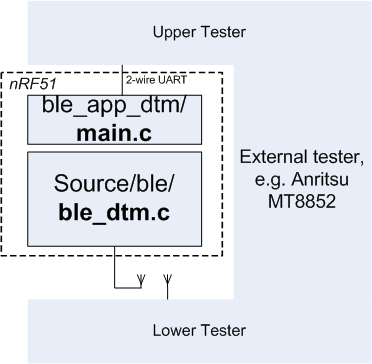 Upper Tester
nRF51
2-wire UART
ble_app_dtm/
main.c
Source/ble/
ble_dtm.c
External tester,
e.g. Anritsu
MT8852
Lower Tester